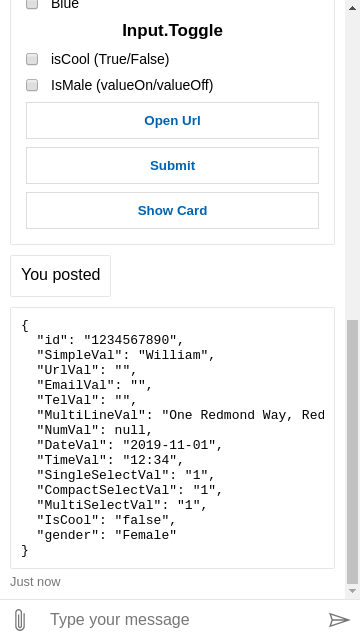 Blue
Input.Toggle
isCool (True/False)
IsMale (valueOn/valueOff)
Open Url
Submit
Show Card
You posted
{
  "id": "1234567890",
  "SimpleVal": "William",
  "UrlVal": "",
  "EmailVal": "",
  "TelVal": "",
  "MultiLineVal": "One Redmond Way, Red
  "NumVal": null,
  "DateVal": "2019-11-01",
  "TimeVal": "12:34",
  "SingleSelectVal": "1",
  "CompactSelectVal": "1",
  "MultiSelectVal": "1",
  "IsCool": "false",
  "gender": "Female"
}
Just now
Type your message